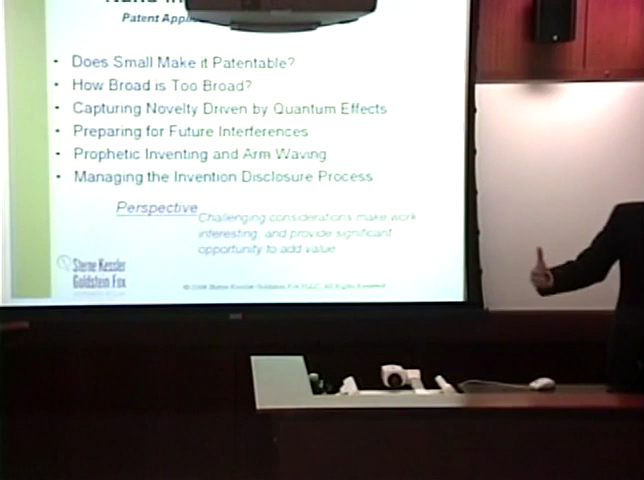 Patent Appli
• Does Small Make it Patentable?
• How Broad is Too Broad?
• Capturing Novelty Driven by Quantum Effects
• Preparing for Future Interferences
• Prophetic Inventing and Arm Waving
• Managing the Invention Disclosure Process
Perspective
Challenging considerations make work
interesting, and provide significant
opportunity to add value
Sterne Kessler
Goldstein Fox